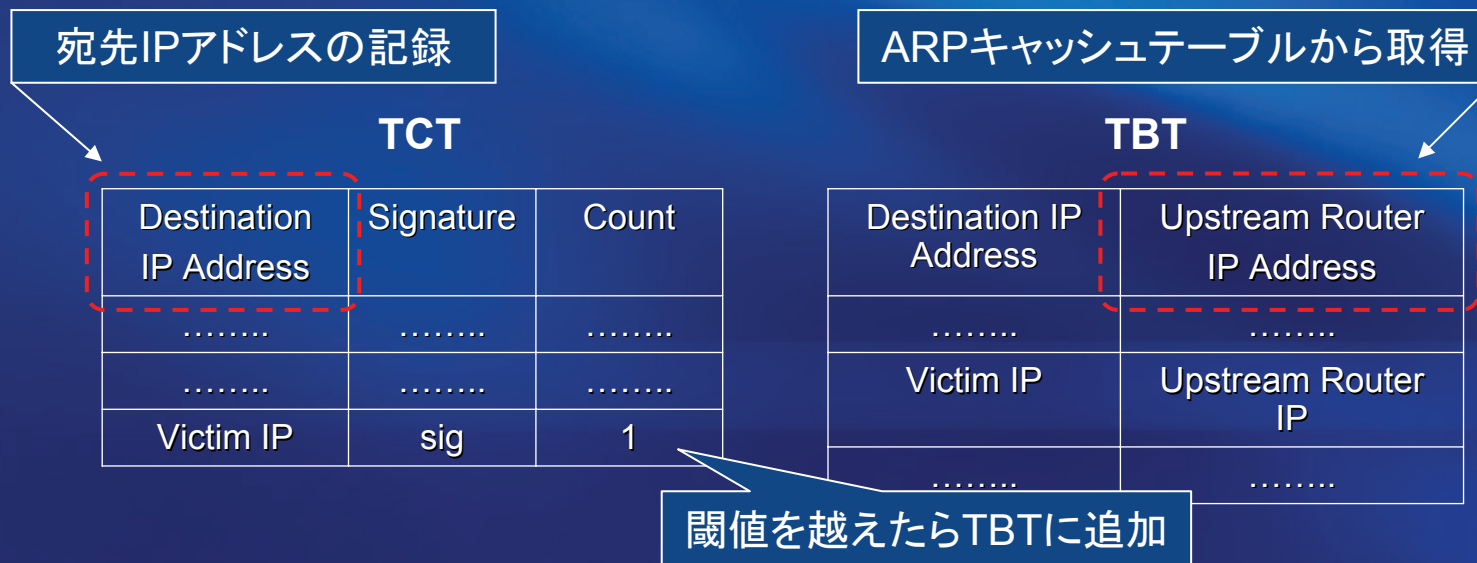 宛先IPアドレスの記録
ARPキャッシュテーブルから取得
TCT
Destination
IP Address
Signature
Count
……..
……..
……..
……..
……..
……..
Victim IP
sig
1
TBT
Destination IP
Address
Upstream Router
IP Address
……..
……..
Victim IP
Upstream Router
IP
……..
……..
閾値を越えたらTBTに追加